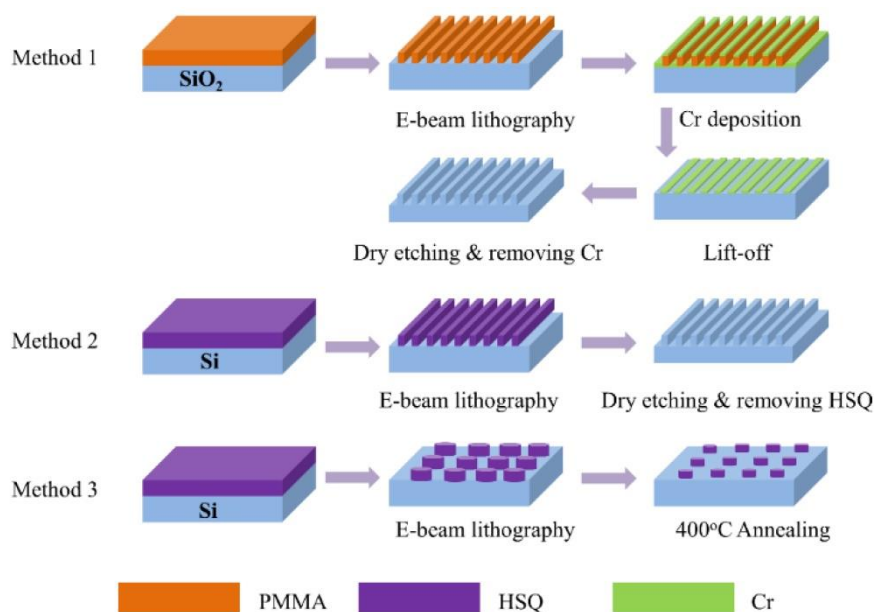 Method 1
SiO₂
E-beam lithography
Cr deposition
Dry etching & removing Cr
Lift-off
Method 2
Si
E-beam lithography
Dry etching & removing HSQ
Method 3
Si
E-beam lithography
400°C Annealing
PMMA
HSQ
Cr